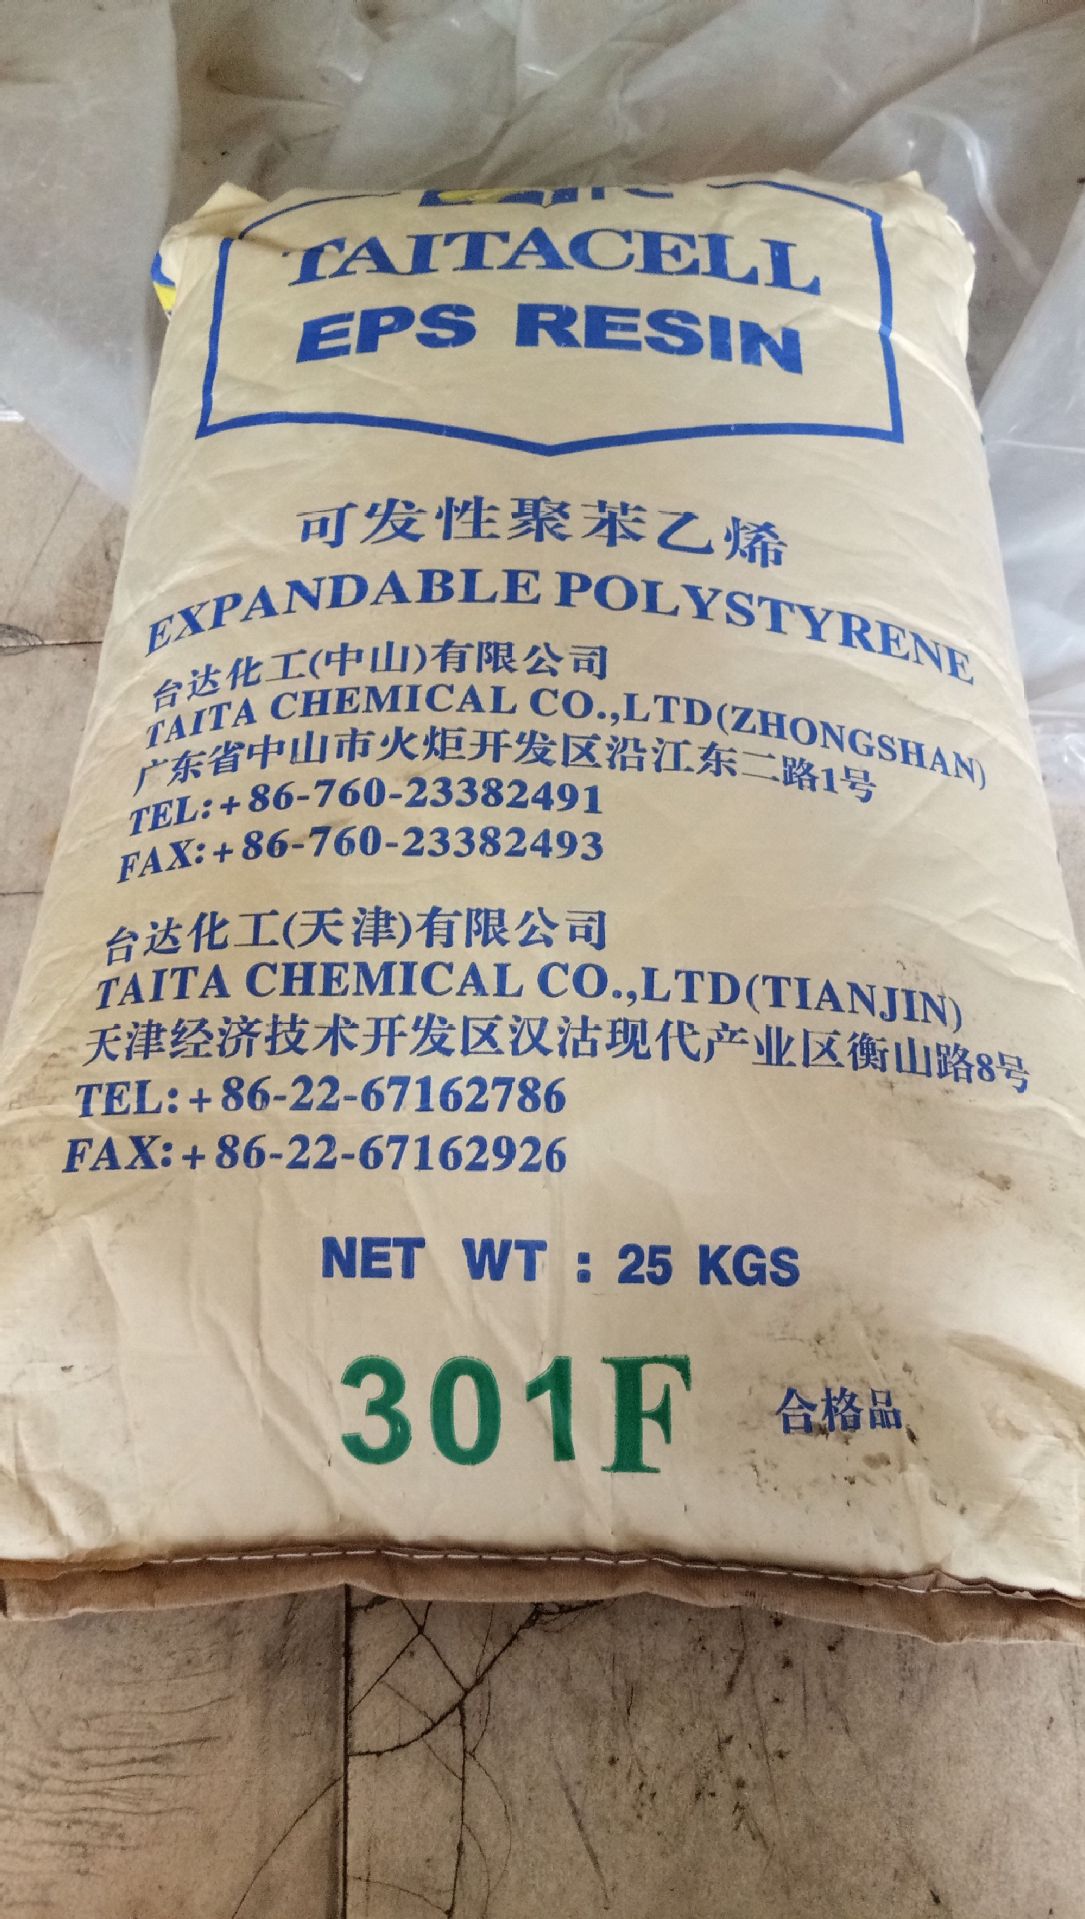 TAITACELL
EPS RESIN
可发性聚苯乙烯
EXPANDABLE POLYSTYRENE
台达化工(中山)有限公司
TAITA CHEMICAL CO.,LTD(ZHONGSHAN)
广东省中山市火炬开发区沿江东二路1号
TEL:+86-760-23382491
FAX:+86-760-23382493
台达化工(天津)有限公司
TAITA CHEMICAL CO.,LTD(TIANJIN)
天津经济技术开发区汉沽现代产业区衡山路8号
TEL:+86-22-67162786
FAX:+86-22-67162926
NET WT : 25 KGS
301F 合格品